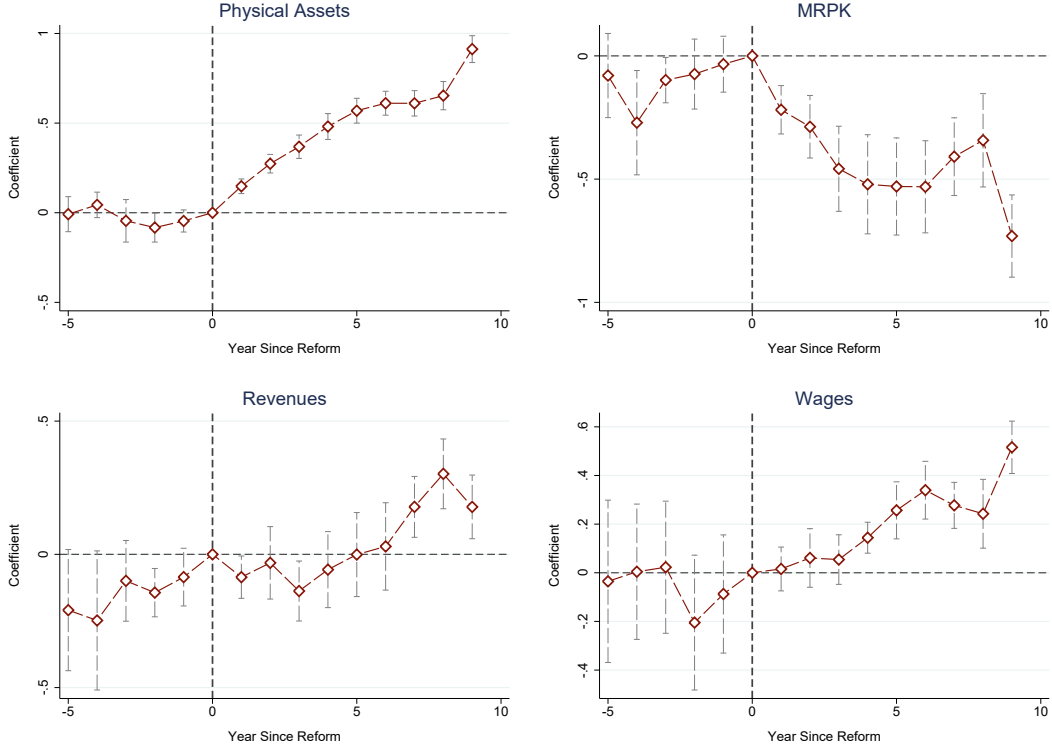 Physical Assets
1
.5
0
-.5
Coefficient
-5 0 5 10
Year Since Reform
MRPK
0
-.5
-1
Coefficient
-5 0 5 10
Year Since Reform
Revenues
.5
0
-.5
Coefficient
-5 0 5 10
Year Since Reform
Wages
.6
.4
.2
0
-.2
-.4
Coefficient
-5 0 5 10
Year Since Reform